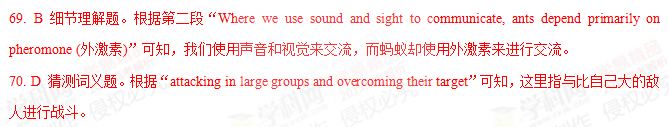 69. B 细节理解题。根据第二段“Where we use sound and sight to communicate, ants depend primarily on
pheromone (外激素)”可知，我们使用声音和视觉来交流，而蚂蚁却使用外激素来进行交流。
70. D 猜测词义题。根据“attacking in large groups and overcoming their target”可知，这里指与比自己大的敌
人进行战斗。